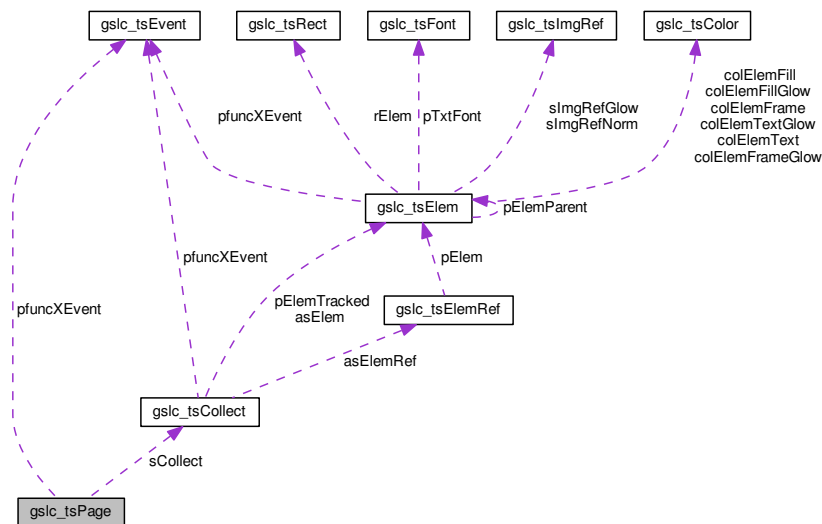 gslc_tsEvent
gslc_tsRect
gslc_tsFont
gslc_tsImgRef
gslc_tsColor
colElemFill
colElemFillGlow
colElemFrame
colElemTextGlow
colElemText
colElemFrameGlow
pfuncXEvent
rElem
pTxtFont
sImgRefGlow
sImgRefNorm
gslc_tsElem
pElemParent
pfuncXEvent
pElem
pElemTracked
asElem
gslc_tsElemRef
pfuncXEvent
asElemRef
gslc_tsCollect
sCollect
gslc_tsPage